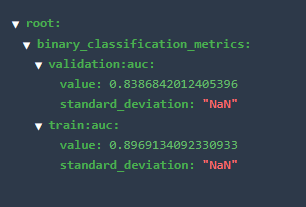 root:
binary_classification_metrics:
validation:auc:
value: 0.8386842012405396
standard_deviation: "NaN"
train:auc:
value: 0.8969134092330933
standard_deviation: "NaN"